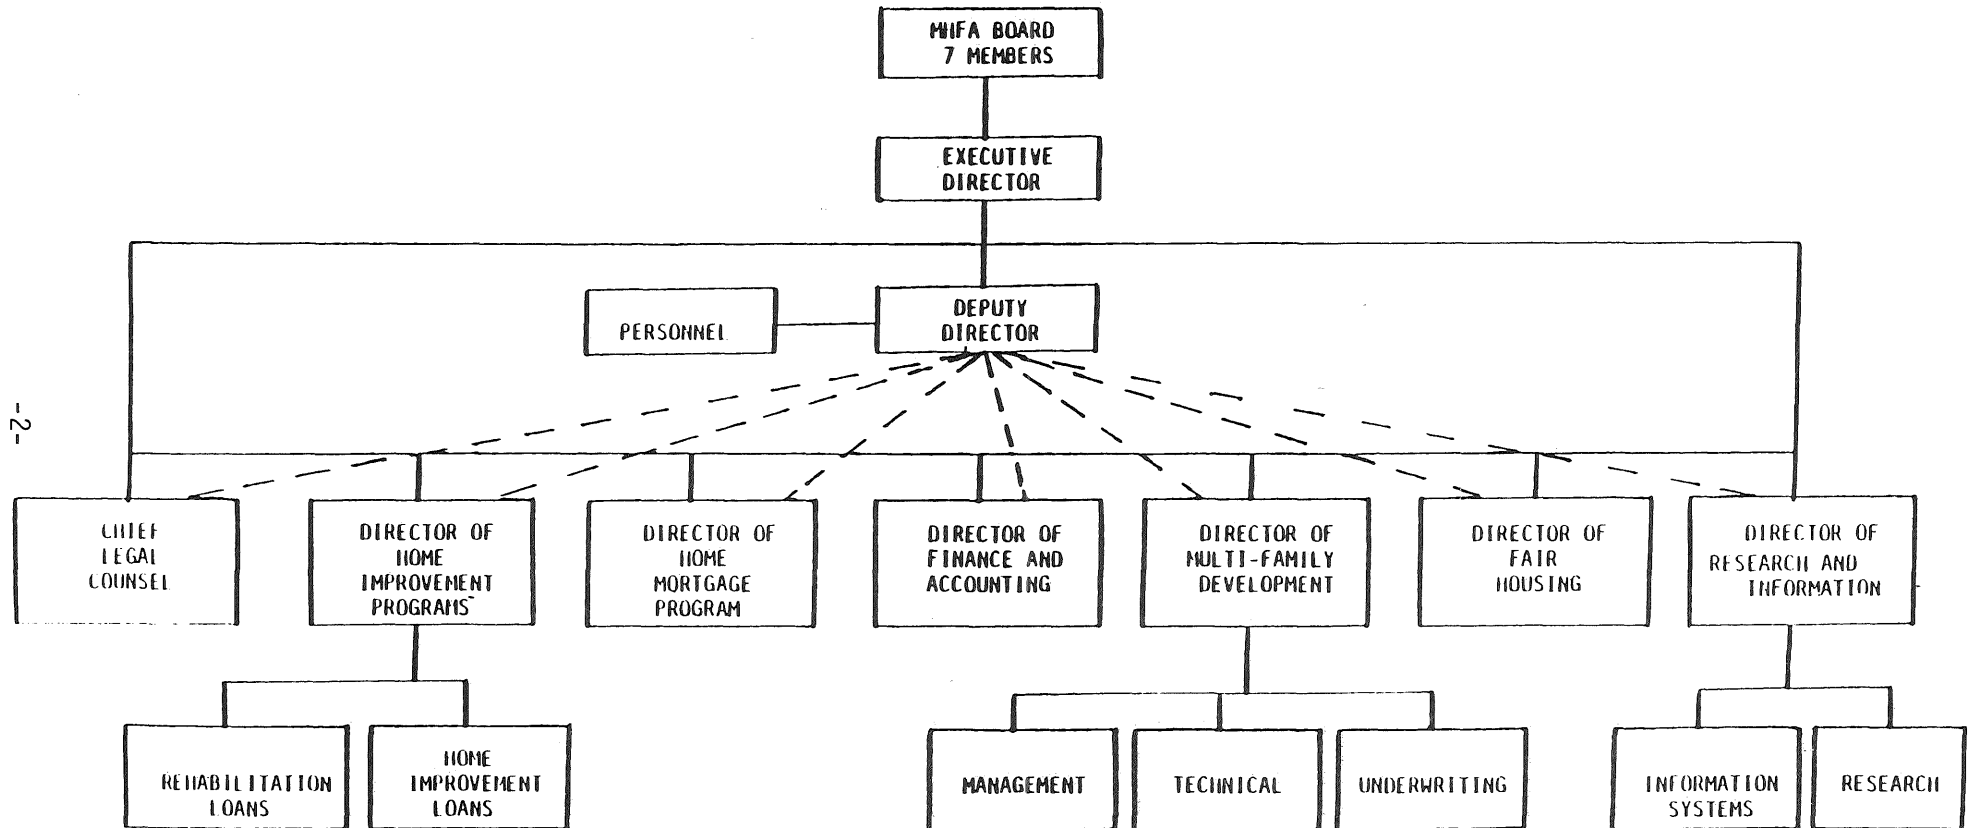 MHFA BOARD
7 MEMBERS
EXECUTIVE
DIRECTOR
PERSONNEL
DEPUTY
DIRECTOR
-2-
CHIEF
LEGAL
COUNSEL
DIRECTOR OF
HOME
IMPROVEMENT
PROGRAMS
DIRECTOR OF
HOME
MORTGAGE
PROGRAM
DIRECTOR OF
FINANCE AND
ACCOUNTING
DIRECTOR OF
MULTI-FAMILY
DEVELOPMENT
DIRECTOR OF
FAIR
HOUSING
DIRECTOR OF
RESEARCH AND
INFORMATION
REHABILITATION
LOANS
HOME
IMPROVEMENT
LOANS
MANAGEMENT
TECHNICAL
UNDERWRITING
INFORMATION
SYSTEMS
RESEARCH